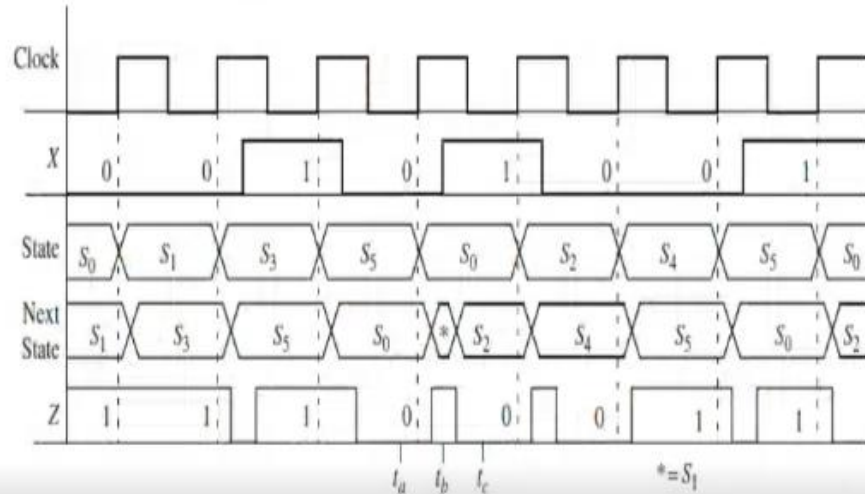 Clock
X 0 0 1 0 1 0 0 1
State S0 S1 S3 S5 S0 S2 S4 S5 S0
Next State S1 S3 S5 S0 * S2 S4 S5 S0 S2
Z 1 1 1 0 0 0 1 1
ta tb tc *=S1